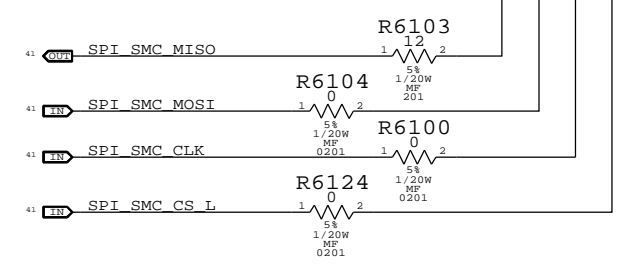 R6103
12
41 OUT SPI_SMC_MISO 1 2
5%
1/20W
MF
201
R6104
0
41 IN SPI_SMC_MOSI 1 2
5%
1/20W
MF
0201
R6100
0
41 IN SPI_SMC_CLK 1 2
5%
1/20W
MF
0201
R6124
0
41 IN SPI_SMC_CS_L 1 2
5%
1/20W
MF
0201